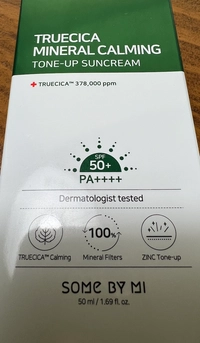 TRUECICA
MINERAL CALMING
TONE-UP SUNCREAM
TRUECICA™ 378,000 ppm
SPF
50+
PA++++
Dermatologist tested
100%
TRUECICA™ Calming
Mineral Filters
ZINC Tone-up
SOME BY MI
50 ml / 1.69 fl. oz.